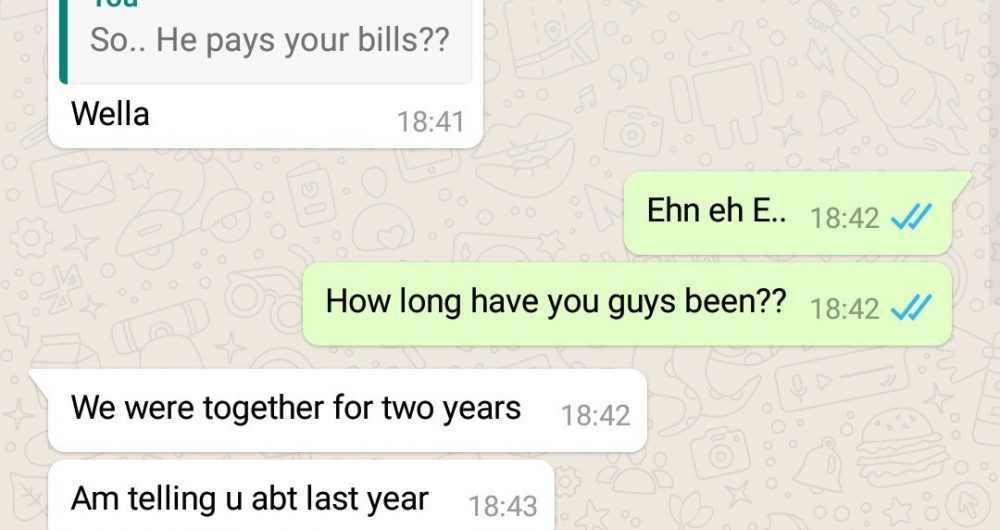 You
So.. He pays your bills??
Wella
18:41
Ehn eh E.. 18:42
How long have you guys been?? 18:42
We were together for two years 18:42
Am telling u abt last year 18:43